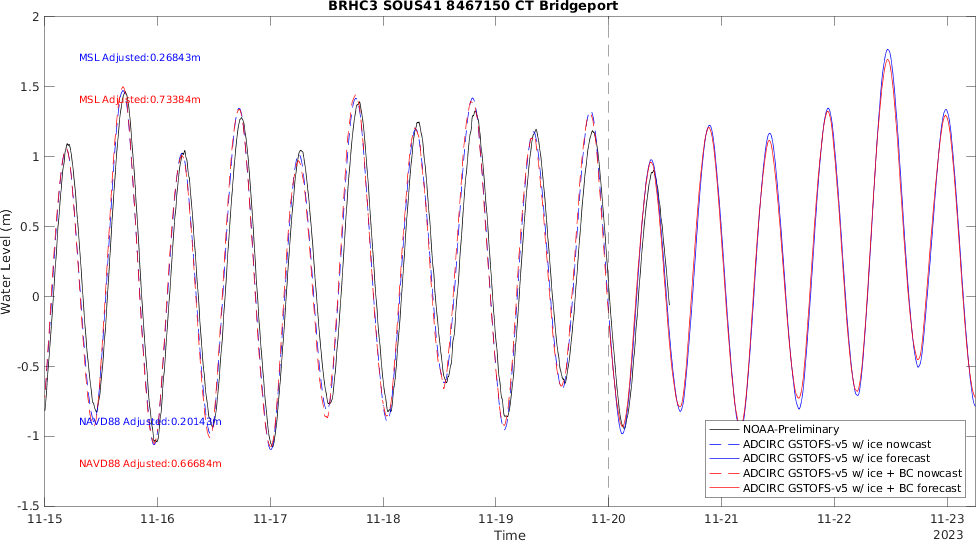 BRHC3 SOUS41 8467150 CT Bridgeport
2
1.5
1
0.5
0
-0.5
-1
-1.5
Water Level (m)
MSL Adjusted:0.26843m
MSL Adjusted:0.73384m
NAVD88 Adjusted:0.20143m
NAVD88 Adjusted:0.66684m
NOAA-Preliminary
ADCIRC GSTOFS-v5 w/ ice nowcast
ADCIRC GSTOFS-v5 w/ ice forecast
ADCIRC GSTOFS-v5 w/ ice + BC nowcast
ADCIRC GSTOFS-v5 w/ ice + BC forecast
11-15 11-16 11-17 11-18 11-19 11-20 11-21 11-22 11-23
Time
2023